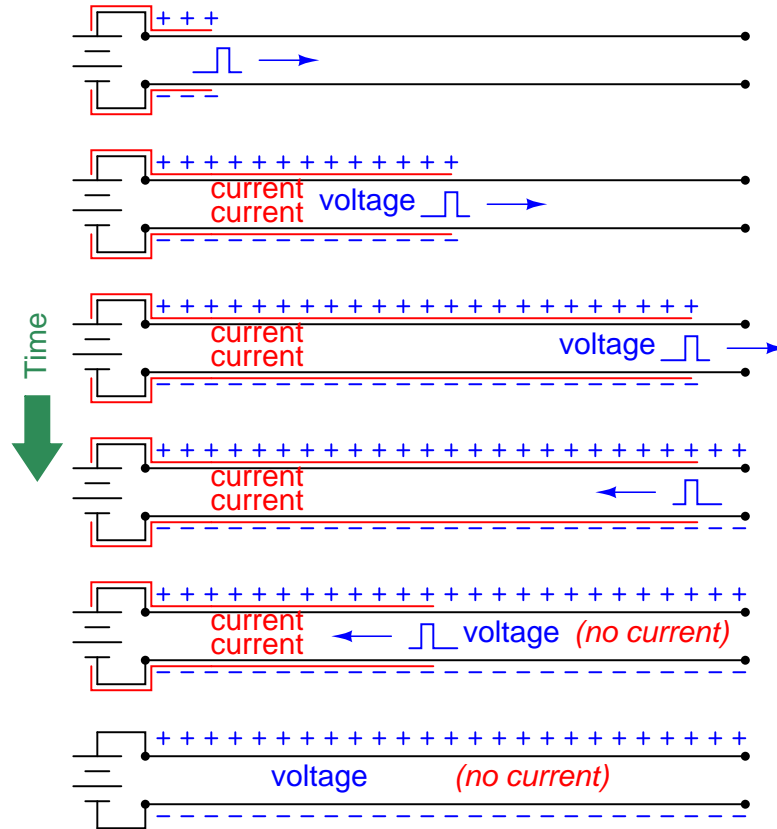 + + +
− − −
+ + + + + + + + + + + + +
current
current voltage
− − − − − − − − − − − − −
Time
+ + + + + + + + + + + + + + + + + + + + + + +
current
current voltage
− − − − − − − − − − − − − − − − − − − − − − −
+ + + + + + + + + + + + + + + + + + + + + + + + +
current
current
− − − − − − − − − − − − − − − − − − − − − − − − −
+ + + + + + + + + + + + + + + + + + + + + + + + +
current
current voltage (no current)
− − − − − − − − − − − − − − − − − − − − − − − − −
+ + + + + + + + + + + + + + + + + + + + + + + + +
voltage (no current)
− − − − − − − − − − − − − − − − − − − − − − − − −